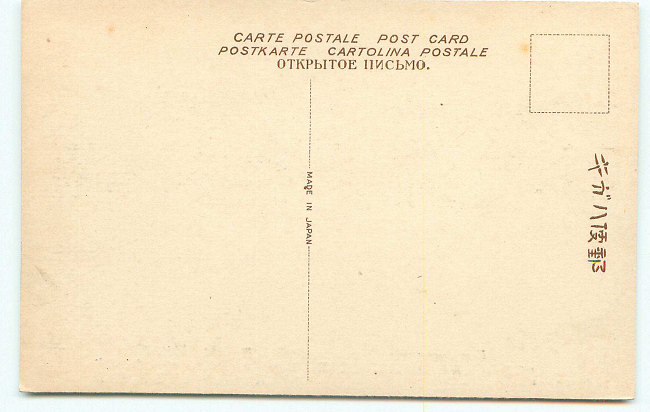 CARTE POSTALE POST CARD
POSTKARTE CARTOLINA POSTALE
ОТКРЫТОЕ ПИСЬМО.
MADE IN JAPAN
郵便ハガキ